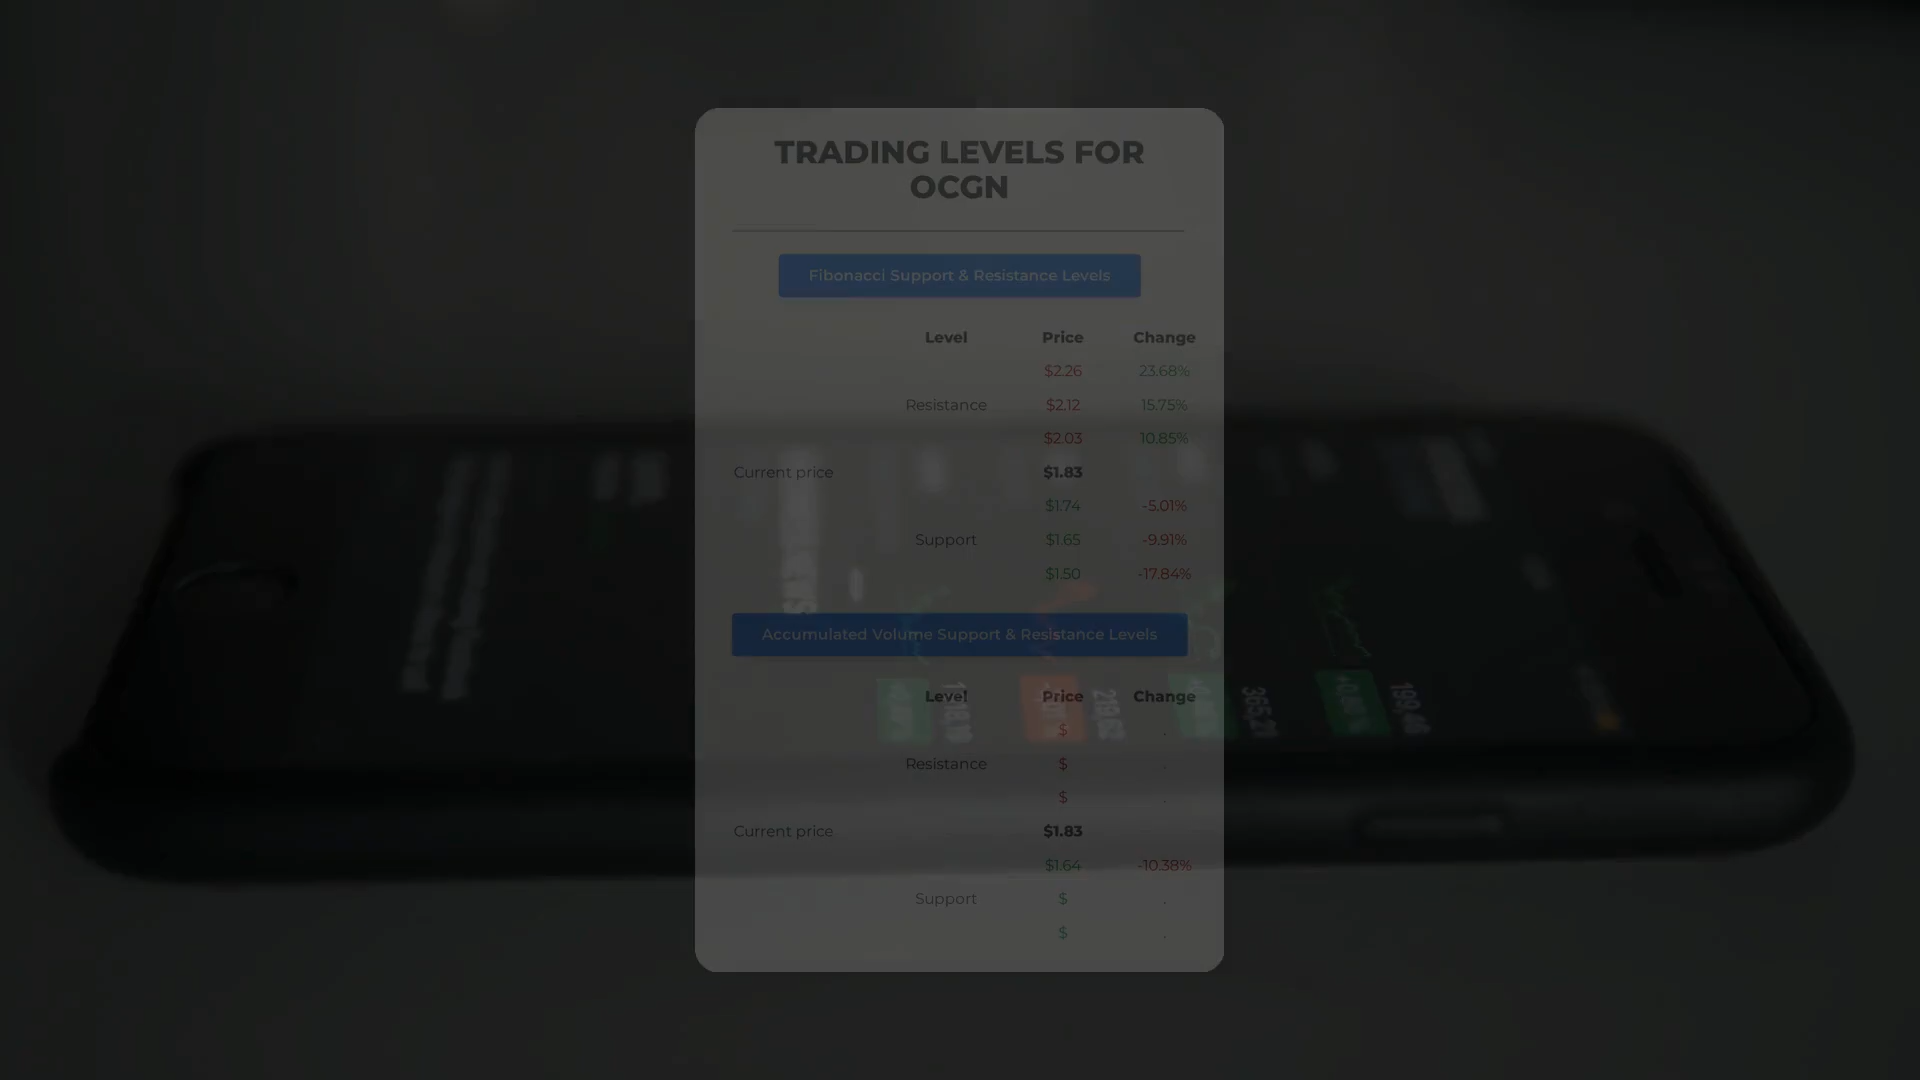 TRADING LEVELS FOR
OCGN
Fibonacci Support & Resistance Levels
Level Price Change
$2.26 23.68%
Resistance $2.12 15.75%
$2.03 10.85%
Current price $1.83
$1.74 -5.01%
Support $1.65 -9.91%
$1.50 -17.84%
Accumulated Volume Support & Resistance Levels
Level Price Change
$ .
Resistance $ .
$ .
Current price $1.83
$1.64 -10.38%
Support $ .
$ .